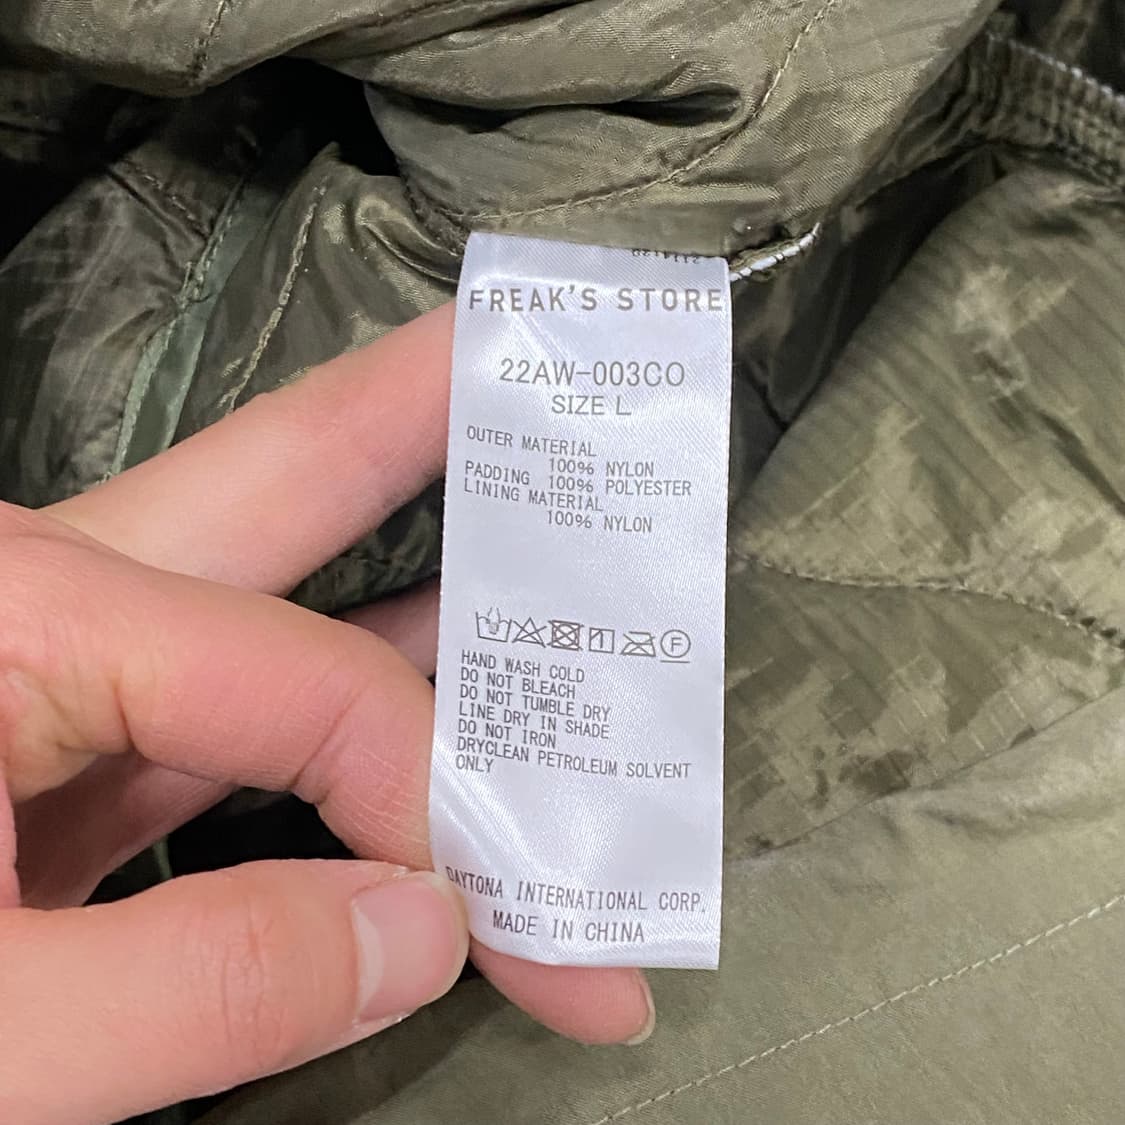 FREAK'S STORE
22AW-003CO
SIZE L
OUTER MATERIAL
100% NYLON
PADDING 100% POLYESTER
LINING MATERIAL
100% NYLON
F
HAND WASH COLD
DO NOT BLEACH
DO NOT TUMBLE DRY
LINE DRY IN SHADE
DO NOT IRON
DRYCLEAN PETROLEUM SOLVENT
ONLY
DAYTONA INTERNATIONAL CORP.
MADE IN CHINA